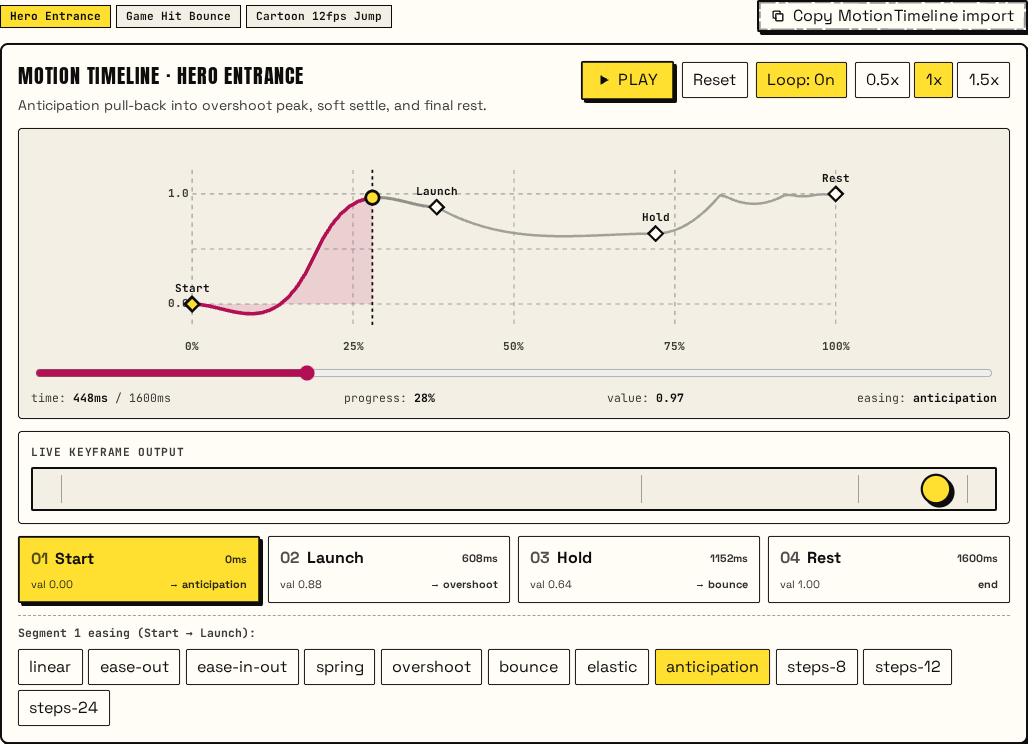 Hero Entrance Game Hit Bounce Cartoon 12fps Jump Copy MotionTimeline import
MOTION TIMELINE · HERO ENTRANCE
Anticipation pull-back into overshoot peak, soft settle, and final rest.
PLAY Reset Loop: On 0.5x 1x 1.5x
Rest
Launch
1.0
Hold
Start
0.0
0% 25% 50% 75% 100%
time: 448ms / 1600ms progress: 28% value: 0.97 easing: anticipation
LIVE KEYFRAME OUTPUT
01 Start 0ms
val 0.00 → anticipation
02 Launch 608ms
val 0.88 → overshoot
03 Hold 1152ms
val 0.64 → bounce
04 Rest 1600ms
val 1.00 end
Segment 1 easing (Start → Launch):
linear ease-out ease-in-out spring overshoot bounce elastic anticipation steps-8 steps-12
steps-24